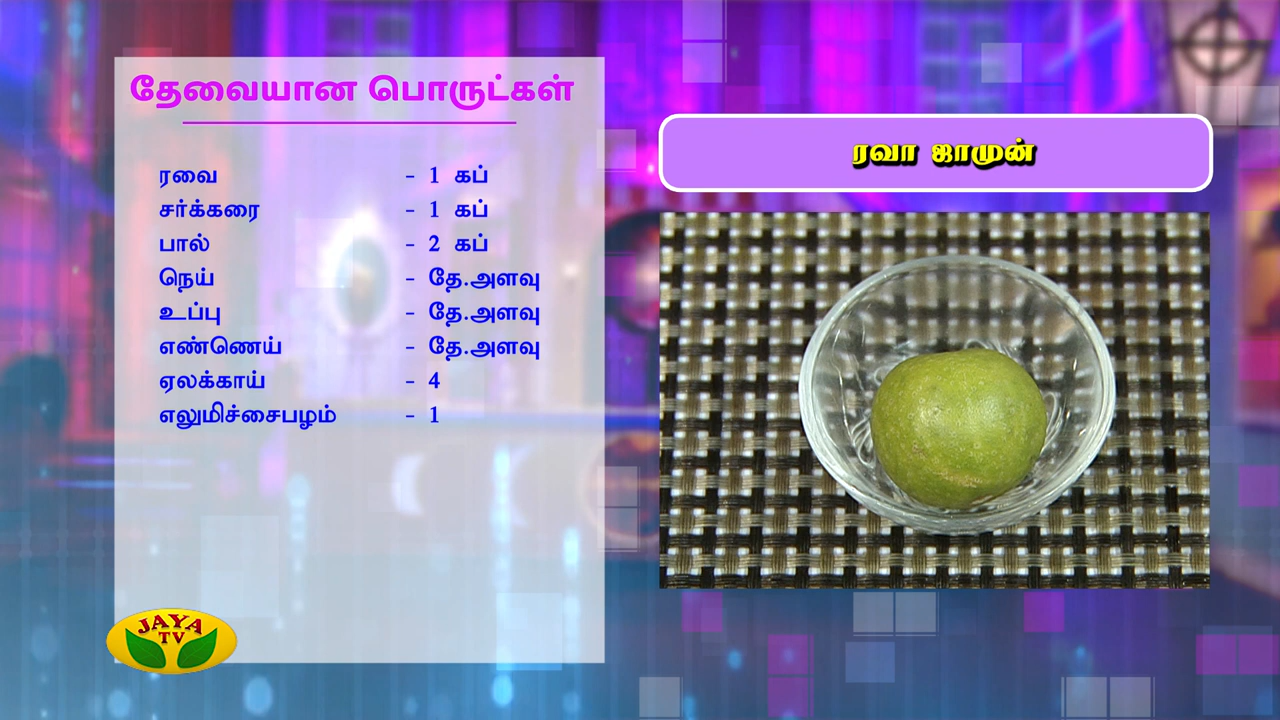 தேவையான பொருட்கள்
ரவை - 1 கப்
சர்க்கரை - 1 கப்
பால் - 2 கப்
நெய் - தே.அளவு
உப்பு - தே.அளவு
எண்ணெய் - தே.அளவு
ஏலக்காய் - 4
எலுமிச்சைபழம் - 1
ரவா ஜாமுன்
JAYA
TV